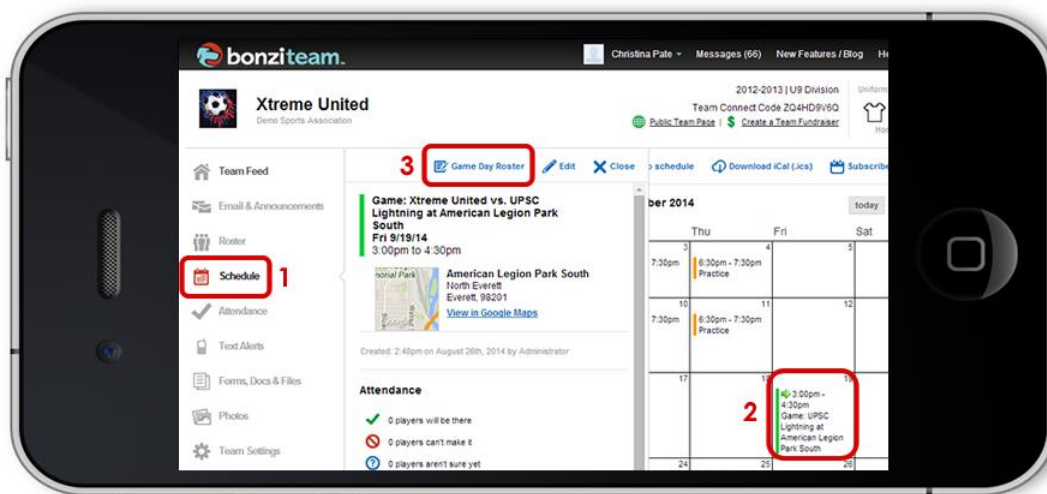 bonziteam.
Christina Pate
Messages (66)
New Features / Blog
Xtreme United
Demo Sports Association
2012-2013 | U9 Division
Team Connect Code ZQ4HD9V6Q
Public Team Page | $ Create a Team Fundraiser
Team Feed
Email & Announcements
Roster
Schedule
1
Attendance
Text Alerts
Forms, Docs & Files
Photos
Team Settings
3
Game Day Roster
Edit
Close
schedule
Download iCal (.ics)
Subscribe
Game: Xtreme United vs. UPSC
Lightning at American Legion Park
South
Fri 9/19/14
3:00pm to 4:30pm
American Legion Park South
North Everett
Everett, 98201
View in Google Maps
Created: 2:48pm on August 26th, 2014 by Administrator
Attendance
0 players will be there
0 players can't make it
0 players aren't sure yet
ber 2014
today
Thu Fri Sat
3 4 5
7:30pm
6:30pm - 7:30pm
Practice
10 11 12
7:30pm
6:30pm - 7:30pm
Practice
17 18 19
2
3:00pm -
4:30pm
Game: UPSC
Lightning at
American Legion
Park South
24 25 26